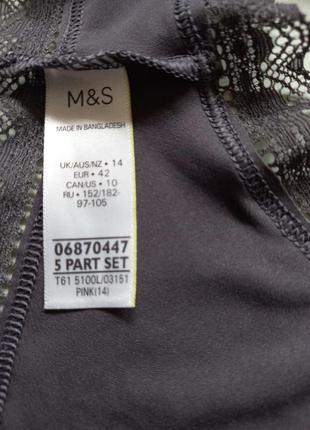 M&S
MADE IN BANGLADESH
UK/AUS/NZ • 14
EUR • 42
CAN/US • 10
RU • 152/182-
97-105
06870447
5 PART SET
T61 5100L/03151
PINK(14)